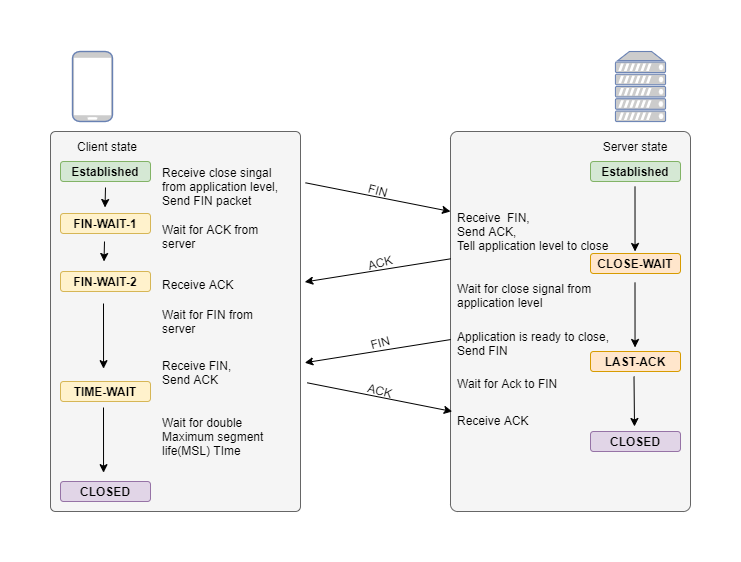 Client state
Established
Receive close singal
from application level,
Send FIN packet
FIN-WAIT-1
Wait for ACK from
server
FIN-WAIT-2
Receive ACK
Wait for FIN from
server
Receive FIN,
Send ACK
TIME-WAIT
Wait for double
Maximum segment
life(MSL) TIme
CLOSED
FIN
ACK
FIN
ACK
Server state
Established
Receive  FIN,
Send ACK,
Tell application level to close
CLOSE-WAIT
Wait for close signal from
application level
Application is ready to close,
Send FIN
LAST-ACK
Wait for Ack to FIN
Receive ACK
CLOSED